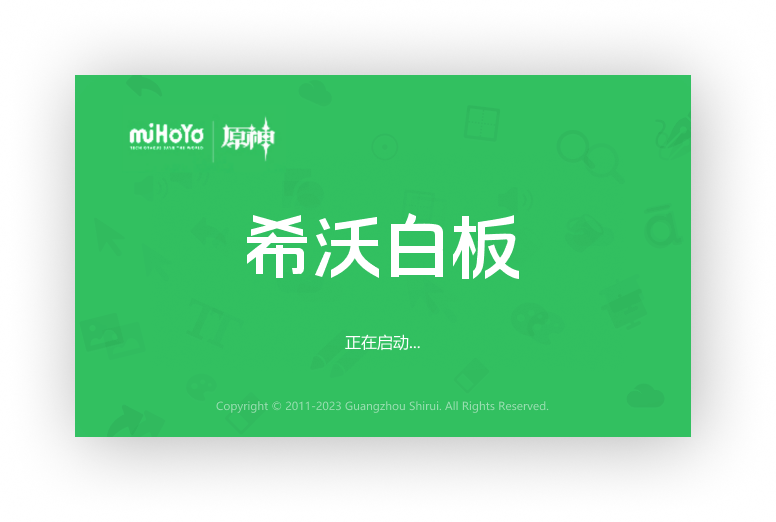 miHoYo
TECH OTAKUS SAVE THE WORLD
原神
希沃白板
正在启动...
Copyright © 2011-2023 Guangzhou Shirui. All Rights Reserved.